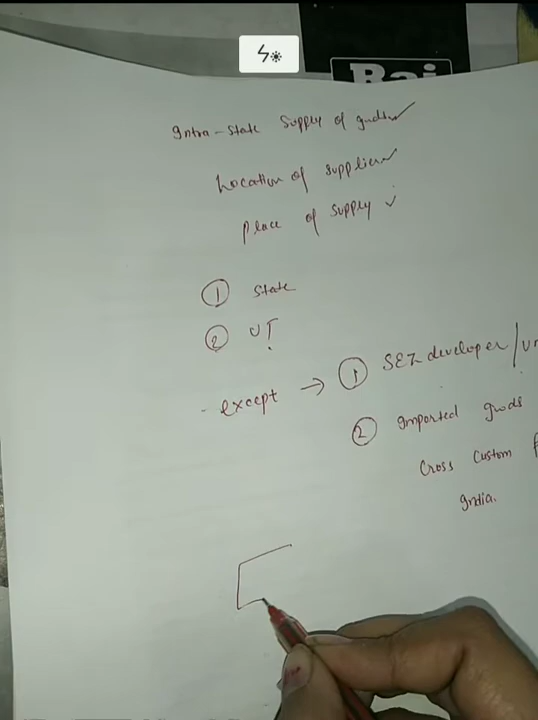 Rai
Intra-State Supply of goods ✓
Location of supplier ✓
Place of Supply ✓
① State
② UT
- except → ① SEZ developer/
② Imported goods
Cross Custom
India.